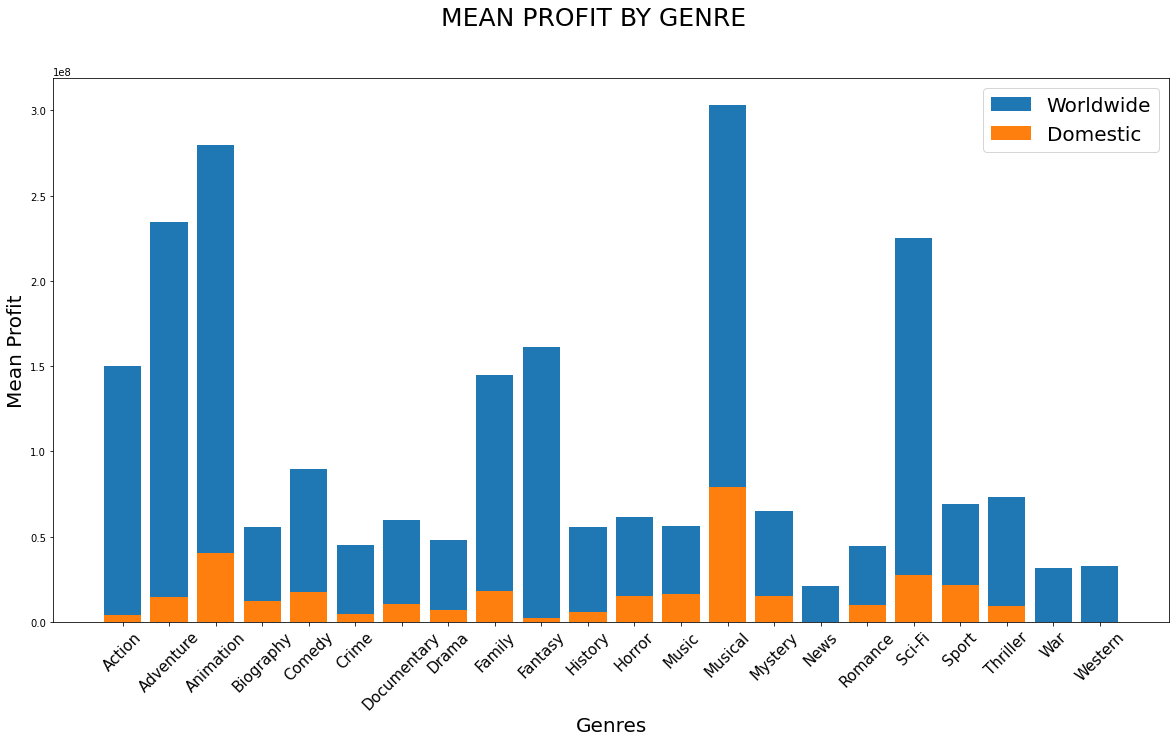 MEAN PROFIT BY GENRE
1e8
Worldwide
Domestic
3.0
2.5
2.0
1.5
1.0
0.5
0.0
Mean Profit
Action
Adventure
Animation
Biography
Comedy
Crime
Documentary
Drama
Family
Fantasy
History
Horror
Music
Musical
Mystery
News
Romance
Sci-Fi
Sport
Thriller
War
Western
Genres